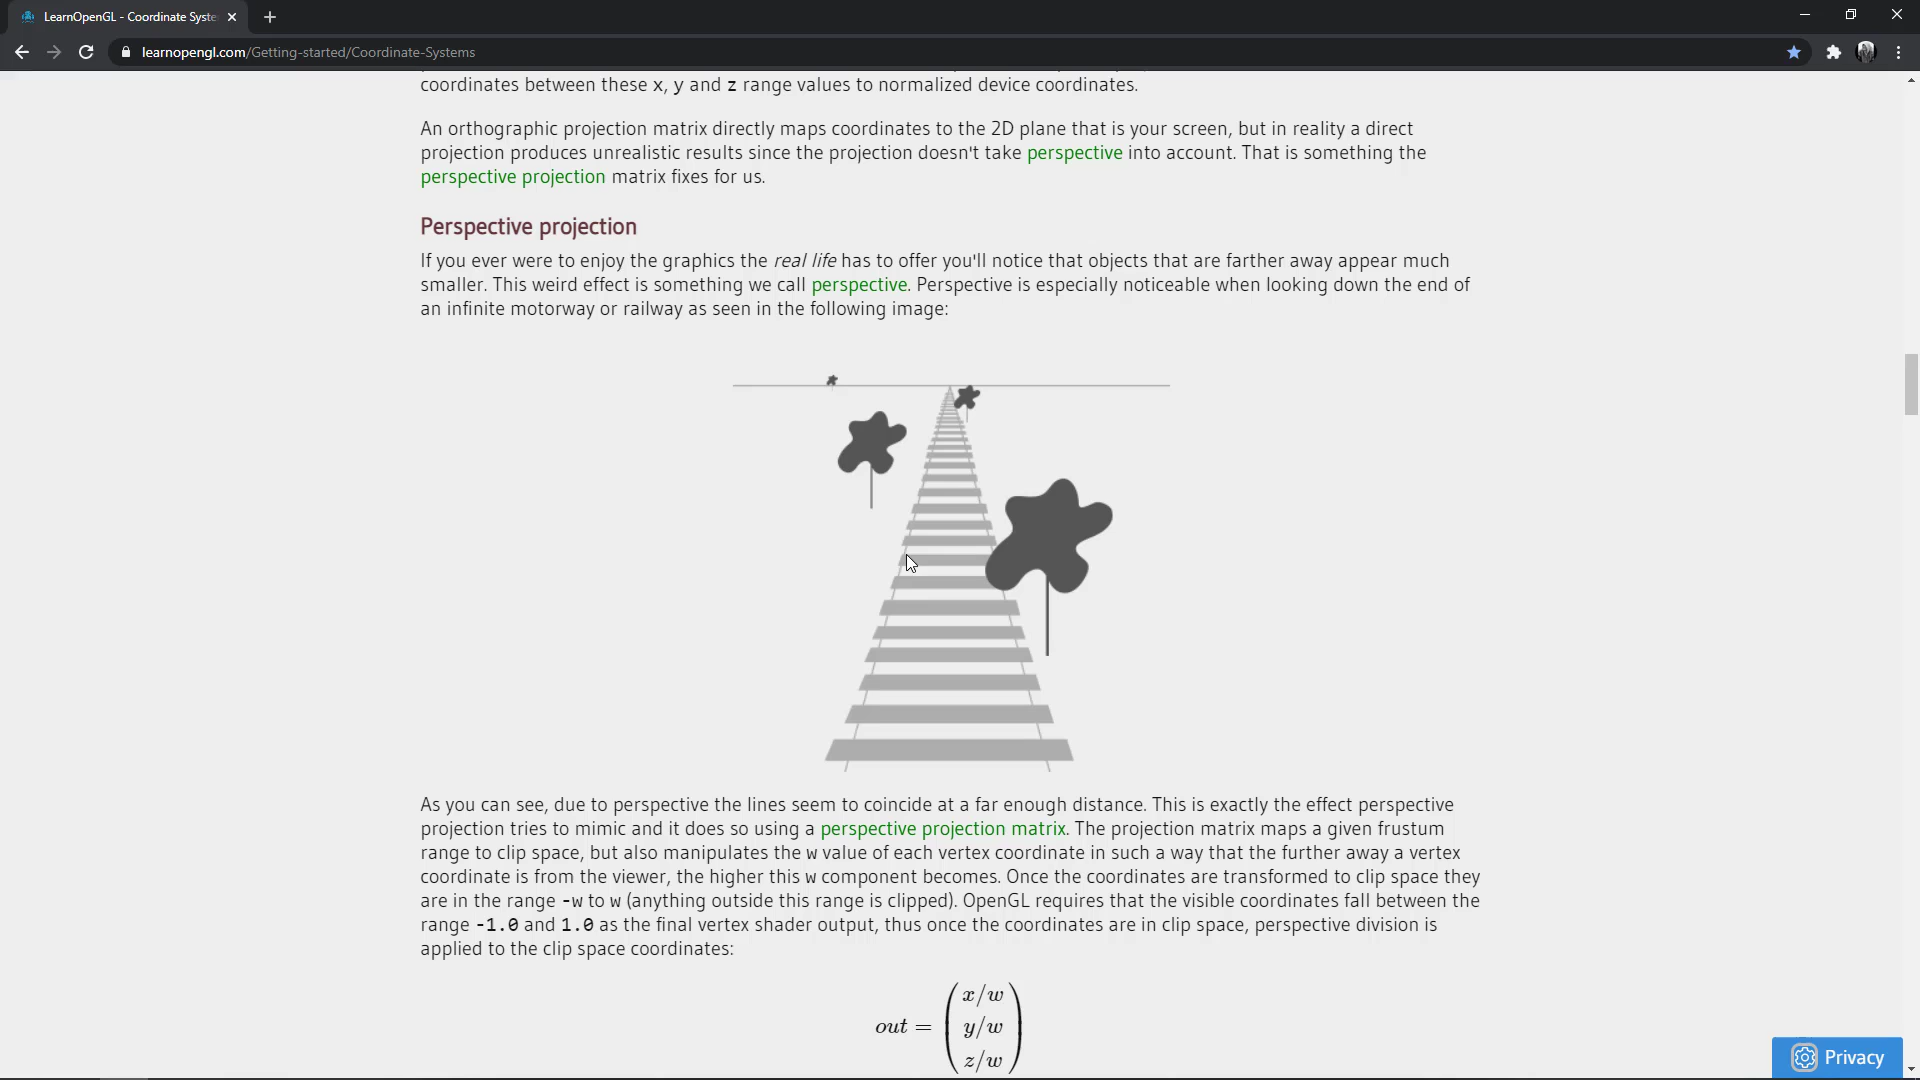 LearnOpenGL - Coordinate Syste
learnopengl.com/Getting-started/Coordinate-Systems
coordinates between these x, y and z range values to normalized device coordinates.
An orthographic projection matrix directly maps coordinates to the 2D plane that is your screen, but in reality a direct
projection produces unrealistic results since the projection doesn't take perspective into account. That is something the
perspective projection matrix fixes for us.
Perspective projection
If you ever were to enjoy the graphics the real life has to offer you'll notice that objects that are farther away appear much
smaller. This weird effect is something we call perspective. Perspective is especially noticeable when looking down the end of
an infinite motorway or railway as seen in the following image:
As you can see, due to perspective the lines seem to coincide at a far enough distance. This is exactly the effect perspective
projection tries to mimic and it does so using a perspective projection matrix. The projection matrix maps a given frustum
range to clip space, but also manipulates the w value of each vertex coordinate in such a way that the further away a vertex
coordinate is from the viewer, the higher this w component becomes. Once the coordinates are transformed to clip space they
are in the range -w to w (anything outside this range is clipped). OpenGL requires that the visible coordinates fall between the
range -1.0 and 1.0 as the final vertex shader output, thus once the coordinates are in clip space, perspective division is
applied to the clip space coordinates:
x/w
out = y/w
z/w
Privacy